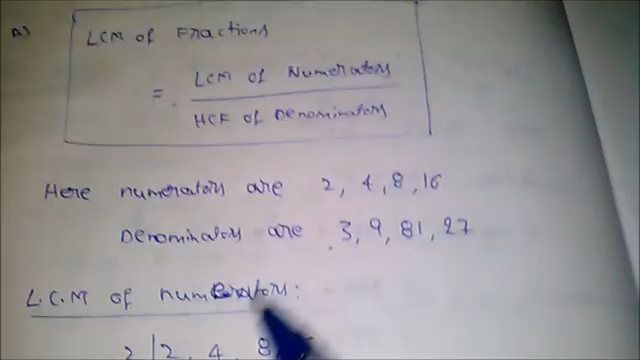 A)
LCM of Fractions
= LCM of Numerators
HCF of Denominators
Here numerators are 2, 4, 8, 16
Denominators are 3, 9, 81, 27
L.C.M of numerators:
2 | 2, 4, 8